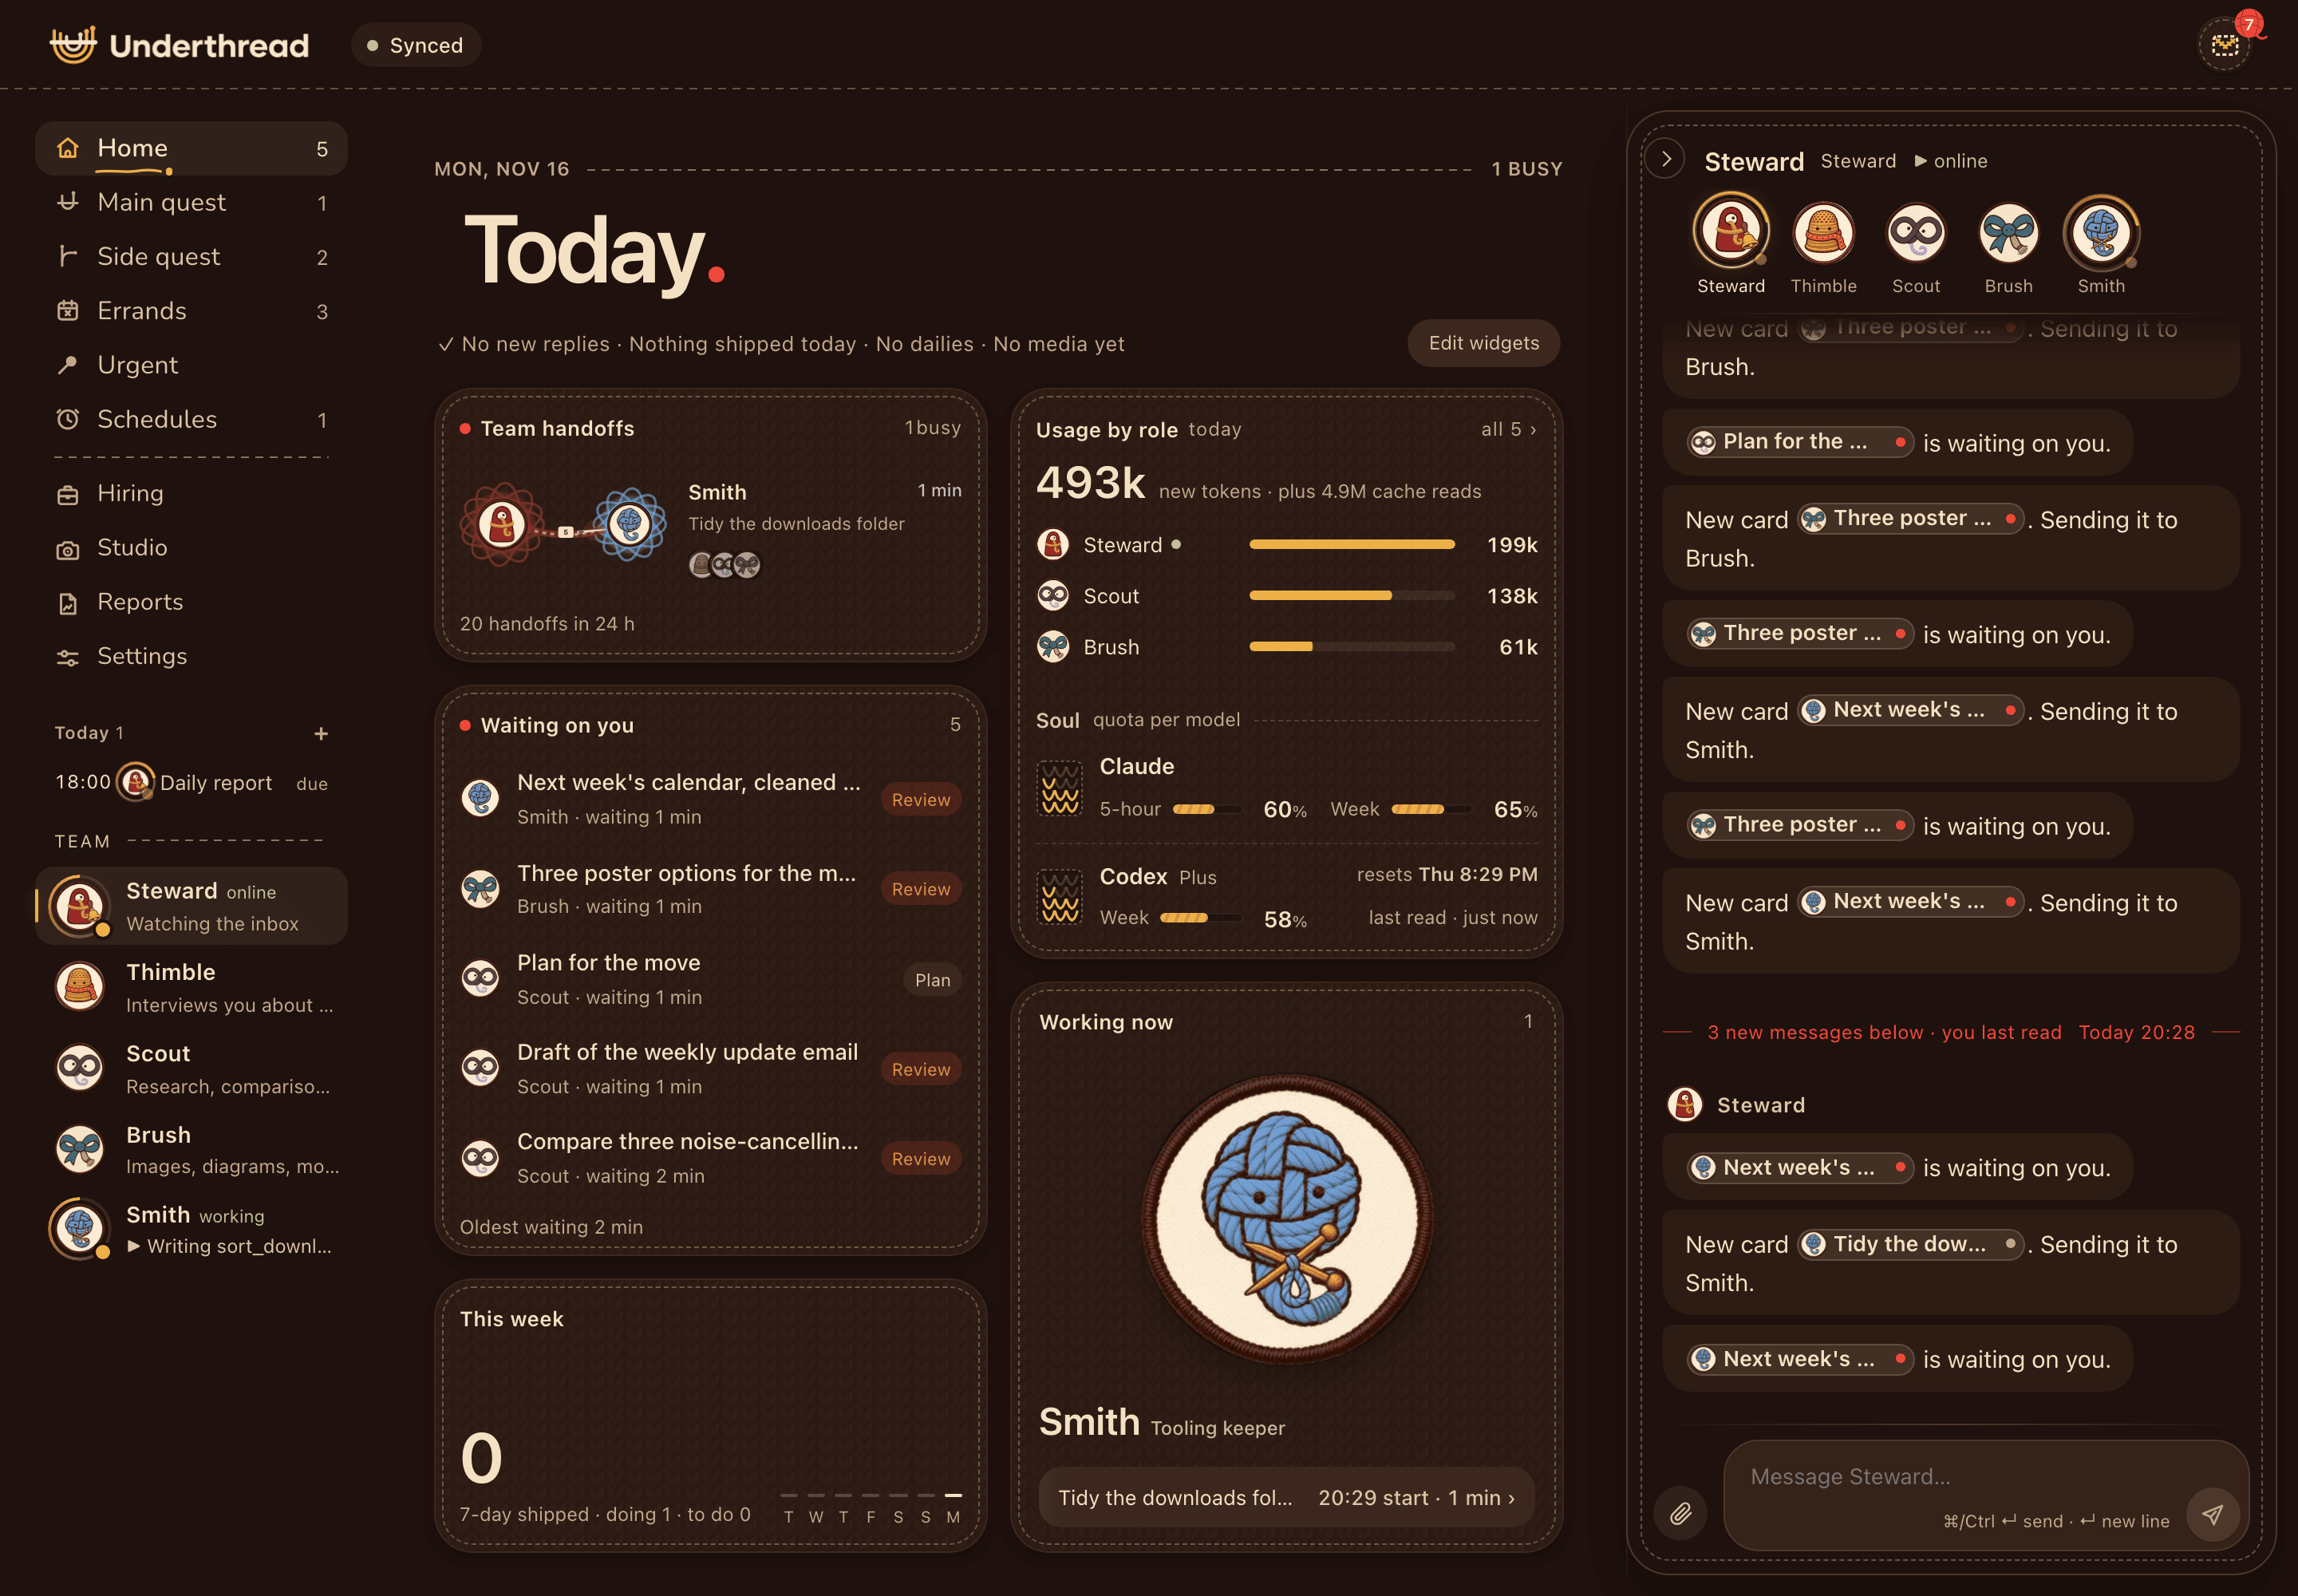 Underthread
Synced
7
Home 5
Main quest 1
Side quest 2
Errands 3
Urgent
Schedules 1
Hiring
Studio
Reports
Settings
Today 1 +
18:00 Daily report due
TEAM
Steward online
Watching the inbox
Thimble
Interviews you about ...
Scout
Research, compariso...
Brush
Images, diagrams, mo...
Smith working
Writing sort_downl...
MON, NOV 16
1 BUSY
Today.
✓ No new replies · Nothing shipped today · No dailies · No media yet
Edit widgets
Team handoffs 1 busy
Smith 1 min
Tidy the downloads folder
5
20 handoffs in 24 h
Waiting on you 5
Next week's calendar, cleaned ...
Smith · waiting 1 min
Review
Three poster options for the m...
Brush · waiting 1 min
Review
Plan for the move
Scout · waiting 1 min
Plan
Draft of the weekly update email
Scout · waiting 1 min
Review
Compare three noise-cancellin...
Scout · waiting 2 min
Review
Oldest waiting 2 min
This week
0
7-day shipped · doing 1 · to do 0
T W T F S S M
Usage by role today all 5 ›
493k new tokens · plus 4.9M cache reads
Steward 199k
Scout 138k
Brush 61k
Soul quota per model
Claude
5-hour 60% Week 65%
Codex Plus resets Thu 8:29 PM
Week 58% last read · just now
Working now 1
Smith Tooling keeper
Tidy the downloads fol... 20:29 start · 1 min ›
Steward Steward online
Steward Thimble Scout Brush Smith
New card Three poster ... . Sending it to
Brush.
Plan for the ... is waiting on you.
New card Three poster ... . Sending it to
Brush.
Three poster ... is waiting on you.
New card Next week's ... . Sending it to
Smith.
Three poster ... is waiting on you.
New card Next week's ... . Sending it to
Smith.
3 new messages below · you last read Today 20:28
Steward
Next week's ... is waiting on you.
New card Tidy the dow... . Sending it to
Smith.
Next week's ... is waiting on you.
Message Steward...
⌘/Ctrl ↵ send · ↵ new line